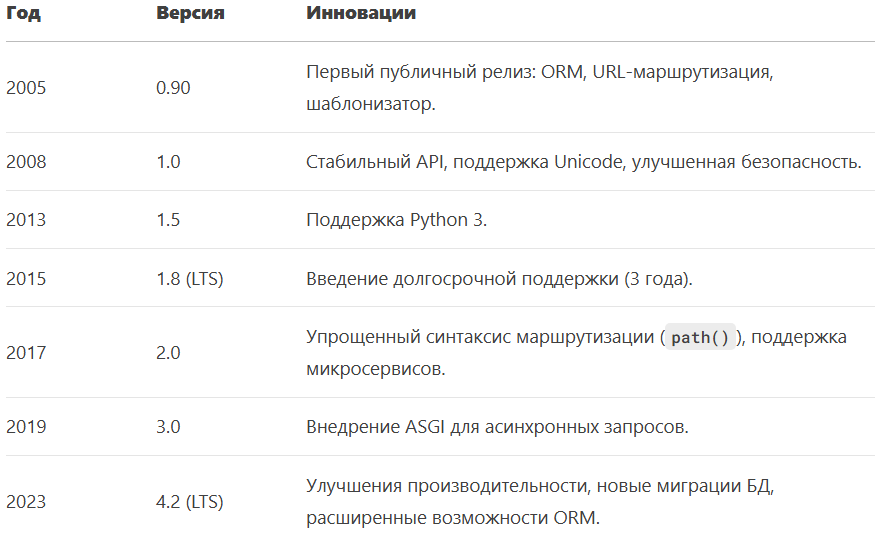 Год Версия Инновации
2005 0.90 Первый публичный релиз: ORM, URL-маршрутизация,
шаблонизатор.
2008 1.0 Стабильный API, поддержка Unicode, улучшенная безопасность.
2013 1.5 Поддержка Python 3.
2015 1.8 (LTS) Введение долгосрочной поддержки (3 года).
2017 2.0 Упрощенный синтаксис маршрутизации (path()), поддержка
микросервисов.
2019 3.0 Внедрение ASGI для асинхронных запросов.
2023 4.2 (LTS) Улучшения производительности, новые миграции БД,
расширенные возможности ORM.